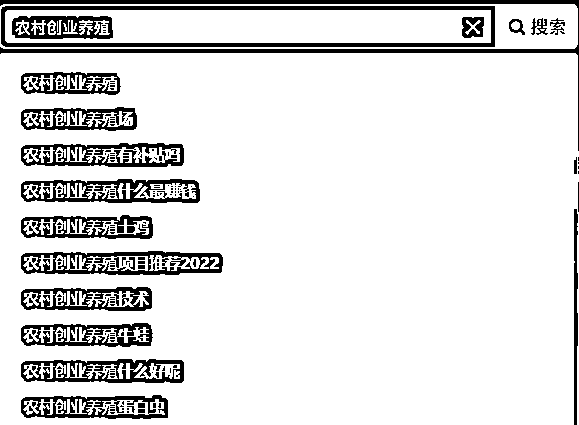 农村创业养殖 搜索
农村创业养殖
农村创业养殖场
农村创业养殖有补贴吗
农村创业养殖什么最赚钱
农村创业养殖土鸡
农村创业养殖项目推荐2022
农村创业养殖技术
农村创业养殖牛蛙
农村创业养殖什么好呢
农村创业养殖蛋白虫